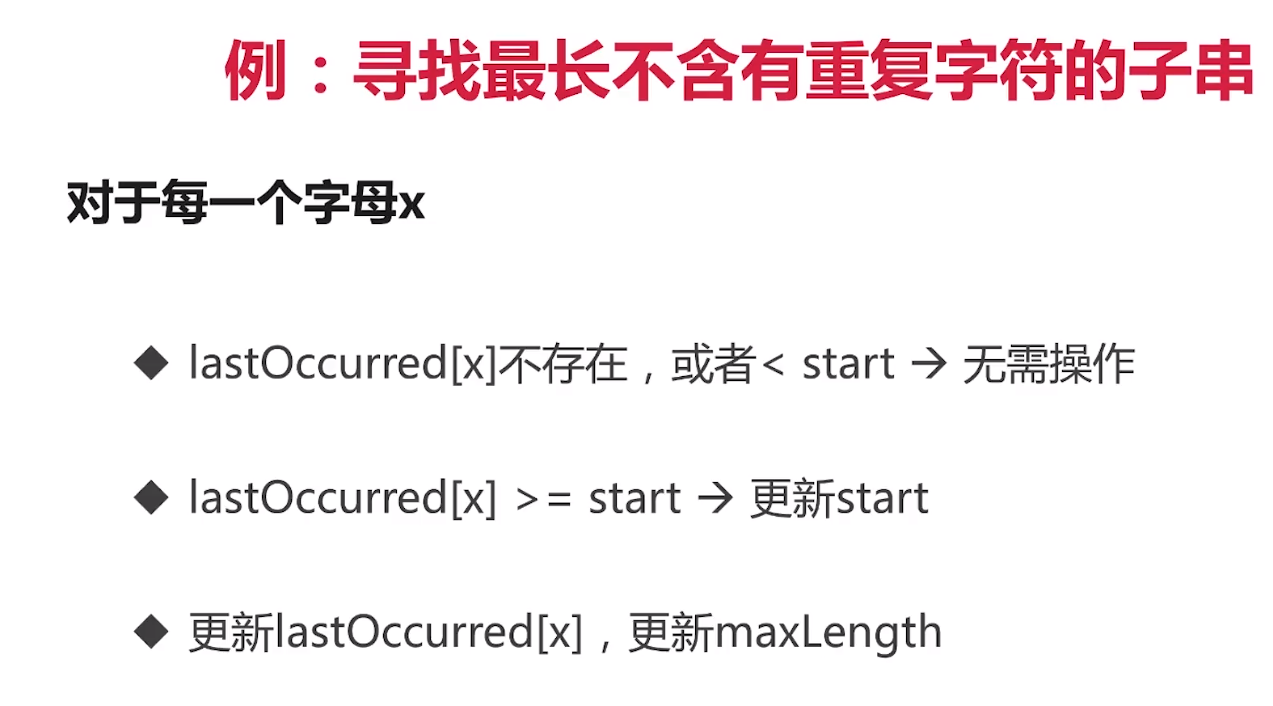 例：寻找最长不含有重复字符的子串
对于每一个字母x
◆ lastOccurred[x]不存在，或者< start → 无需操作
◆ lastOccurred[x] >= start → 更新start
◆ 更新lastOccurred[x]，更新maxLength